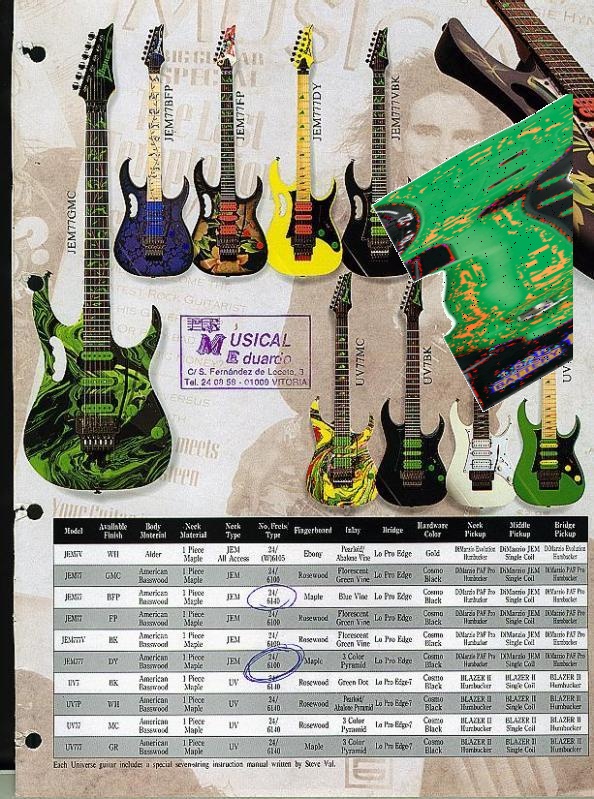 MUSICA
BIG GUITAR
SPECIAL
JEM77GMC
JEM77BFP
JEM77FP
JEM777DY
JEM777VBK
ÚSICAL
Eduardo
C/ S. Fernández de Leceta, 3
Tel. 24 08 58 - 01009 VITORIA
UV77MC
UV7BK
UV
VERSUS
meets
Model Available Finish Body Material Neck Material Neck Type No. Frets/ Type Fingerboard Inlay Bridge Hardware Color Neck Pickup Middle Pickup Bridge Pickup
JEM7V WH Alder 1 Piece Maple JEM All Access 24/ (W)6105 Ebony Pearloid/ Abalone Vine Lo Pro Edge Gold DiMarzio Evolution Humbucker DiMarzio JEM Single Coil DiMarzio Evolution Humbucker
JEM77 GMC American Basswood 1 Piece Maple JEM 24/ 6100 Rosewood Florescent Green Vine Lo Pro Edge Cosmo Black DiMarzio PAF Pro Humbucker DiMarzio JEM Single Coil DiMarzio PAF Pro Humbucker
JEM77 BFP American Basswood 1 Piece Maple JEM 24/ 6140 Maple Blue Vine Lo Pro Edge Cosmo Black DiMarzio PAF Pro Humbucker DiMarzio JEM Single Coil DiMarzio PAF Pro Humbucker
JEM77 FP American Basswood 1 Piece Maple JEM 24/ 6100 Rosewood Florescent Green Vine Lo Pro Edge Cosmo Black DiMarzio PAF Pro Humbucker DiMarzio JEM Single Coil DiMarzio PAF Pro Humbucker
JEM777V BK American Basswood 1 Piece Maple JEM 24/ Rosewood Florescent Green Vine Lo Pro Edge Cosmo Black DiMarzio PAF Pro Humbucker DiMarzio JEM Single Coil DiMarzio PAF Pro Humbucker
JEM777 DY American Basswood 1 Piece Maple JEM 24/ 6100 Maple 3 Color Pyramid Lo Pro Edge Cosmo Black DiMarzio PAF Pro Humbucker DiMarzio JEM Single Coil DiMarzio PAF Pro Humbucker
UV7 BK American Basswood 1 Piece Maple UV 24/ 6140 Rosewood Green Dot Lo Pro Edge-7 Cosmo Black BLAZER II Humbucker BLAZER II Single Coil BLAZER II Humbucker
UV7P WH American Basswood 1 Piece Maple UV 24/ 6140 Rosewood Pearloid/ Abalone Pyramid Lo Pro Edge-7 Cosmo Black BLAZER II Humbucker BLAZER II Single Coil BLAZER II Humbucker
UV77 MC American Basswood 1 Piece Maple UV 24/ 6140 Rosewood 3 Color Pyramid Lo Pro Edge-7 Cosmo Black BLAZER II Humbucker BLAZER II Single Coil BLAZER II Humbucker
UV777 GR American Basswood 1 Piece Maple UV 24/ 6140 Maple 3 Color Pyramid Lo Pro Edge-7 Cosmo Black BLAZER II Humbucker BLAZER II Single Coil BLAZER II Humbucker
Each Universe guitar includes a special seven-string instruction manual written by Steve Vai.